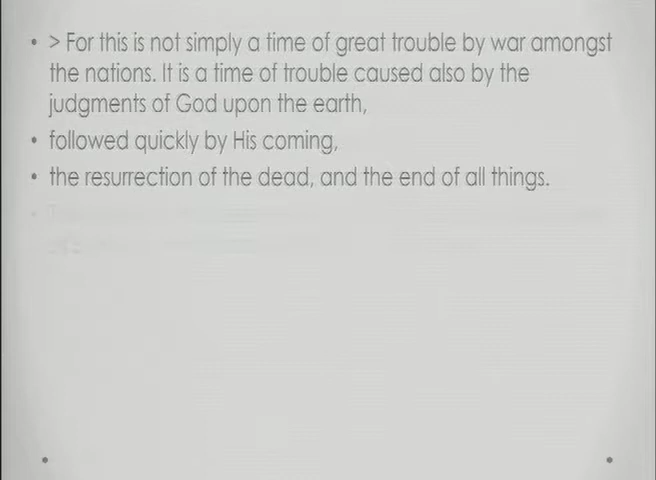 • > For this is not simply a time of great trouble by war amongst
the nations. It is a time of trouble caused also by the
judgments of God upon the earth,
• followed quickly by His coming,
• the resurrection of the dead, and the end of all things.